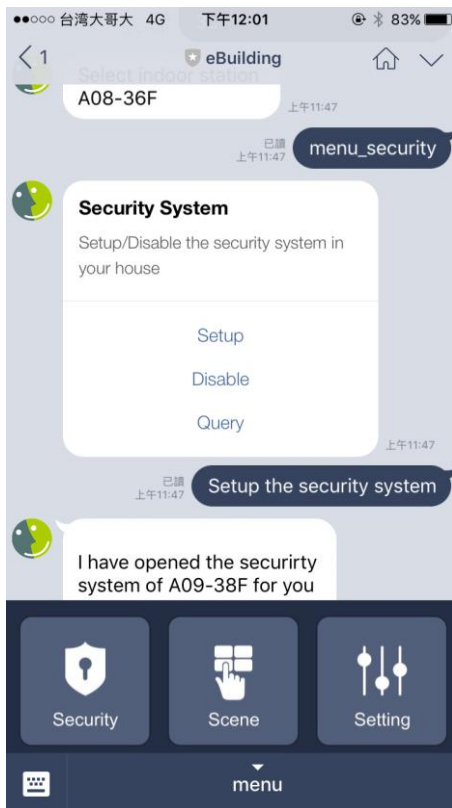 台湾大哥大 4G 下午12:01 83%
1 eBuilding
Select indoor station
A08-36F
上午11:47
已讀
上午11:47
menu_security
Security System
Setup/Disable the security system in
your house
Setup
Disable
Query
上午11:47
已讀
上午11:47
Setup the security system
I have opened the securirty
system of A09-38F for you
Security Scene Setting
menu